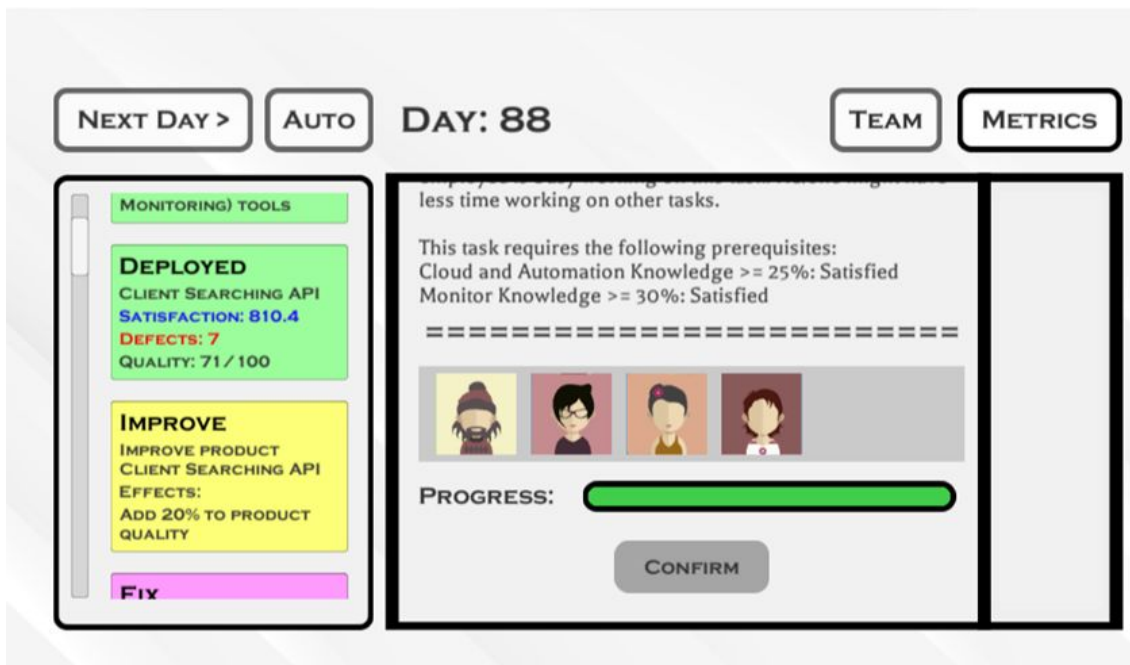 NEXT DAY >
AUTO
DAY: 88
TEAM
METRICS
MONITORING) TOOLS
DEPLOYED
CLIENT SEARCHING API
SATISFACTION: 810.4
DEFECTS: 7
QUALITY: 71/100
IMPROVE
IMPROVE PRODUCT
CLIENT SEARCHING API
EFFECTS:
ADD 20% TO PRODUCT
QUALITY
FIX
less time working on other tasks.
This task requires the following prerequisites:
Cloud and Automation Knowledge >= 25%: Satisfied
Monitor Knowledge >= 30%: Satisfied
=========================
PROGRESS:
CONFIRM